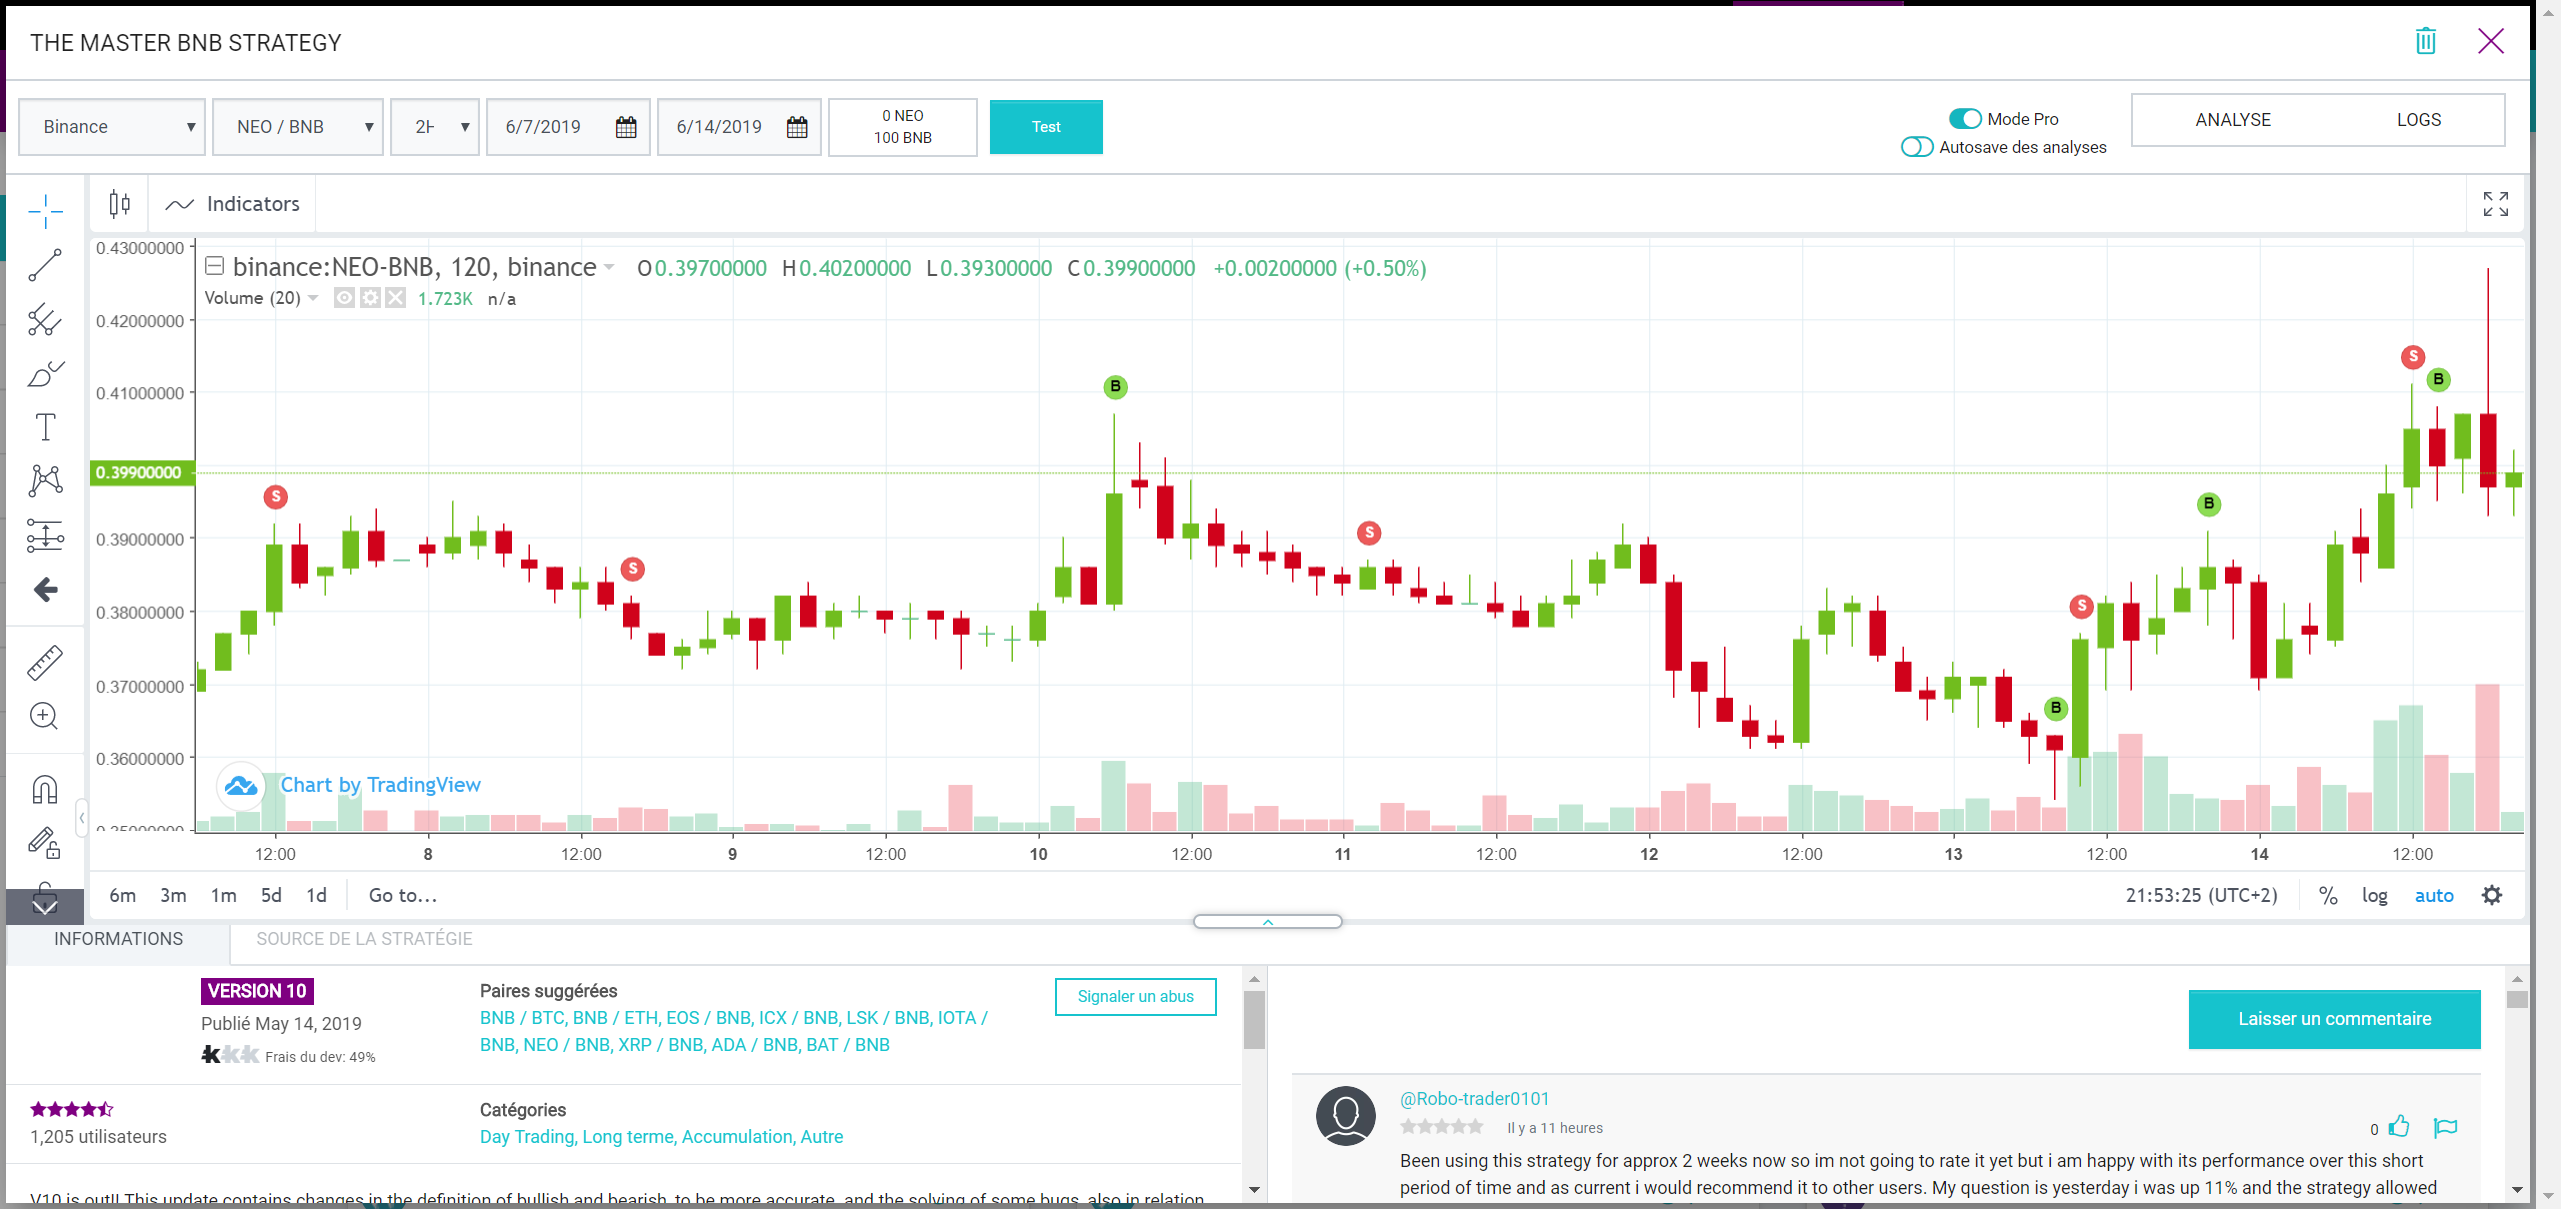 THE MASTER BNB STRATEGY
Binance
NEO / BNB
2H
6/7/2019
6/14/2019
0 NEO
100 BNB
Test
Mode Pro
Autosave des analyses
ANALYSE
LOGS
Indicators
binance:NEO-BNB, 120, binance O0.39700000 H0.40200000 L0.39300000 C0.39900000 +0.00200000 (+0.50%)
Volume (20) 1.723K n/a
0.43000000
0.42000000
0.41000000
0.39900000
0.39000000
0.38000000
0.37000000
0.36000000
0.35000000
S
S
B
S
B
S
B
S
B
Chart by TradingView
12:00 8 12:00 9 12:00 10 12:00 11 12:00 12 12:00 13 12:00 14 12:00
6m 3m 1m 5d 1d Go to...
21:53:25 (UTC+2) % log auto
INFORMATIONS
SOURCE DE LA STRATÉGIE
VERSION 10
Publié May 14, 2019
Frais du dev: 49%
Paires suggérées
BNB / BTC, BNB / ETH, EOS / BNB, ICX / BNB, LSK / BNB, IOTA /
BNB, NEO / BNB, XRP / BNB, ADA / BNB, BAT / BNB
Signaler un abus
1,205 utilisateurs
Catégories
Day Trading, Long terme, Accumulation, Autre
V10 is out!! This update contains changes in the definition of bullish and bearish, to be more accurate, and the solving of some bugs, also in relation
Laisser un commentaire
@Robo-trader0101
Il y a 11 heures
0
Been using this strategy for approx 2 weeks now so im not going to rate it yet but i am happy with its performance over this short
period of time and as current i would recommend it to other users. My question is yesterday i was up 11% and the strategy allowed